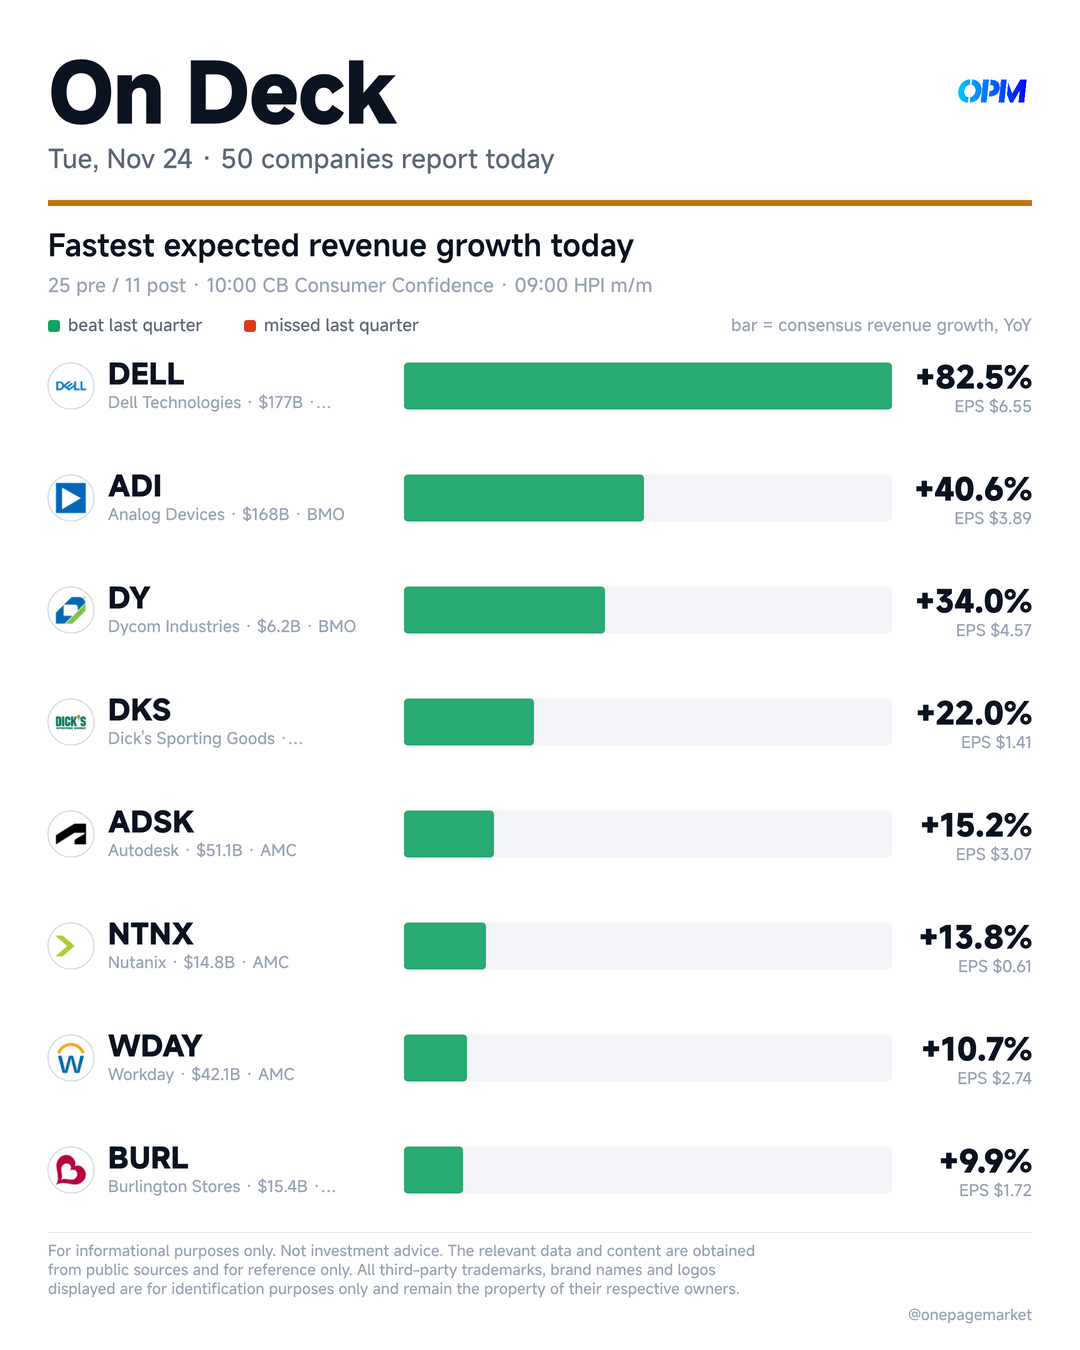 On Deck
OPM
Tue, Nov 24 · 50 companies report today
Fastest expected revenue growth today
25 pre / 11 post · 10:00 CB Consumer Confidence · 09:00 HPI m/m
beat last quarter
missed last quarter
bar = consensus revenue growth, YoY
DELL
DELL
Dell Technologies · $177B ·...
+82.5%
EPS $6.55
ADI
Analog Devices · $168B · BMO
+40.6%
EPS $3.89
DY
Dycom Industries · $6.2B · BMO
+34.0%
EPS $4.57
DICK'S
DKS
Dick's Sporting Goods ·...
+22.0%
EPS $1.41
ADSK
Autodesk · $51.1B · AMC
+15.2%
EPS $3.07
NTNX
Nutanix · $14.8B · AMC
+13.8%
EPS $0.61
WDAY
Workday · $42.1B · AMC
+10.7%
EPS $2.74
BURL
Burlington Stores · $15.4B ·...
+9.9%
EPS $1.72
For informational purposes only. Not investment advice. The relevant data and content are obtained
from public sources and for reference only. All third-party trademarks, brand names and logos
displayed are for identification purposes only and remain the property of their respective owners.
@onepagemarket